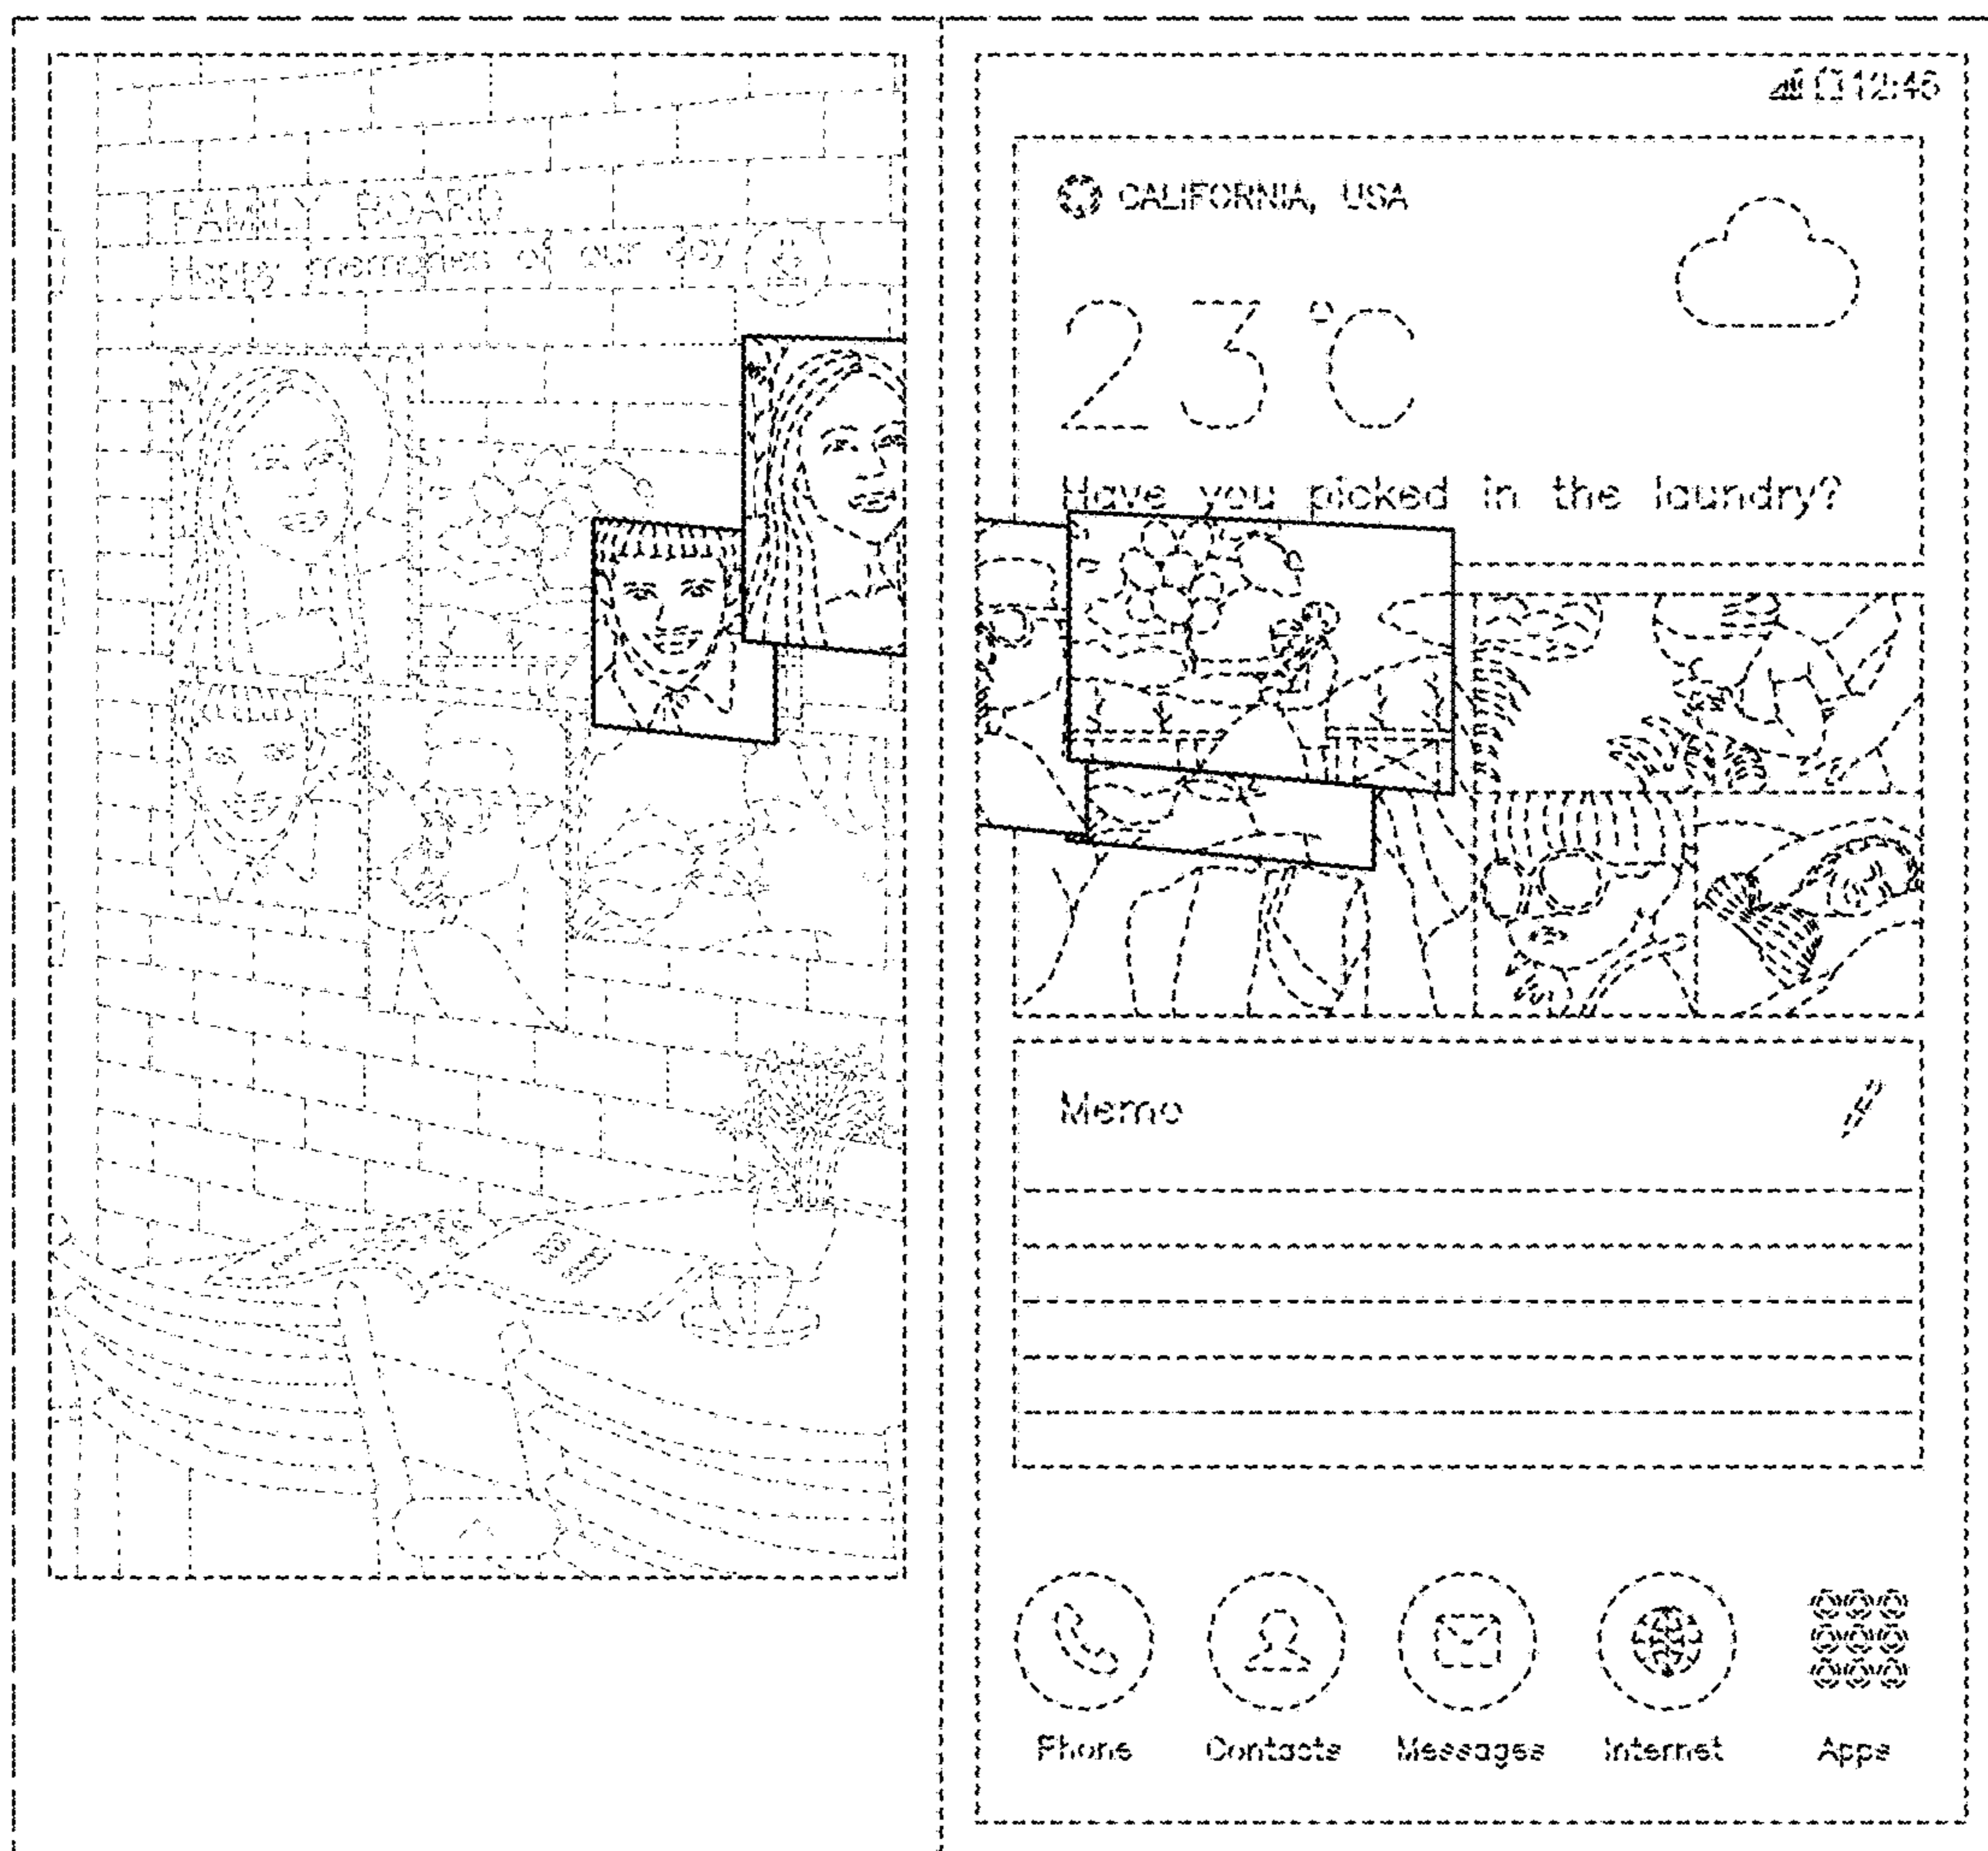 FAMILY BOARD
Happy memories of our day
12:45
CALIFORNIA, USA
23°C
Have you picked in the laundry?
Memo
Phone
Contacts
Messages
Internet
Apps